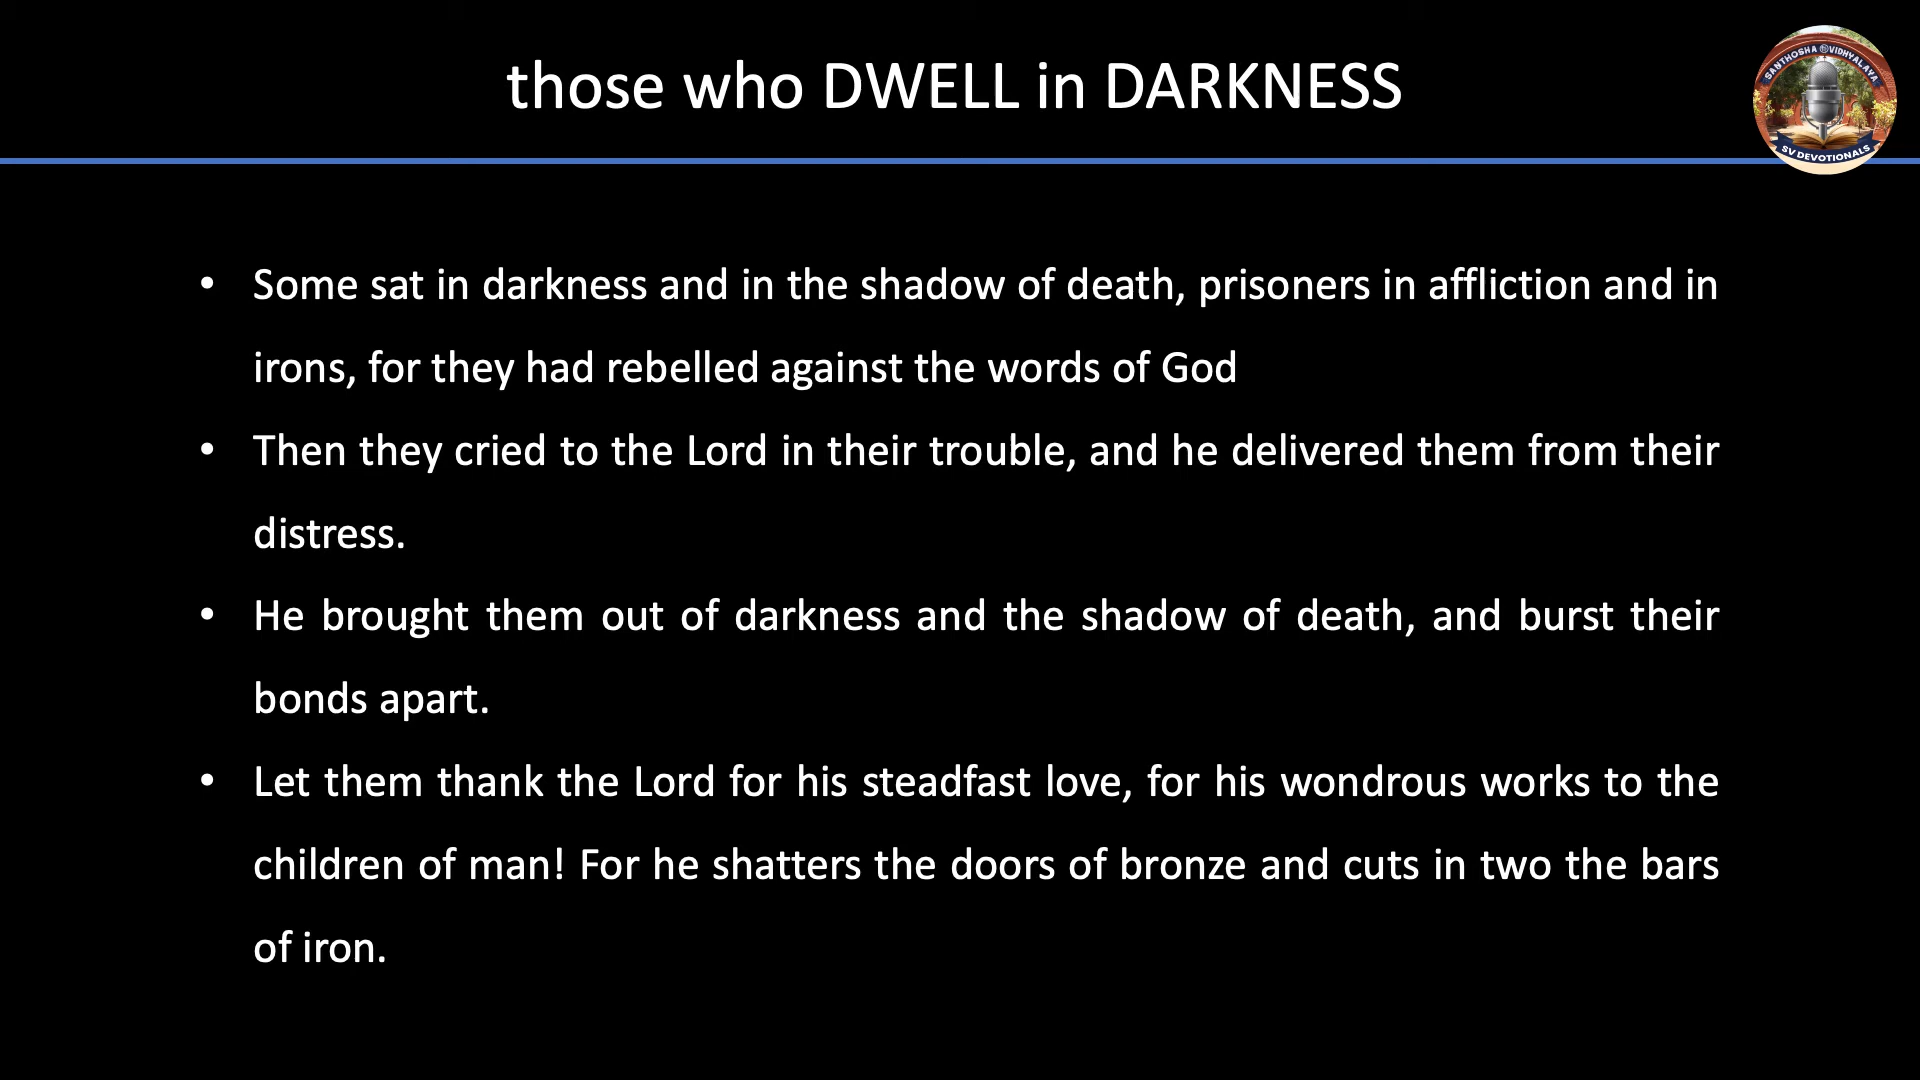 those who DWELL in DARKNESS
SANTHOSHA VIDHYALAYA
SV DEVOTIONALS
• Some sat in darkness and in the shadow of death, prisoners in affliction and in
irons, for they had rebelled against the words of God
• Then they cried to the Lord in their trouble, and he delivered them from their
distress.
• He brought them out of darkness and the shadow of death, and burst their
bonds apart.
• Let them thank the Lord for his steadfast love, for his wondrous works to the
children of man! For he shatters the doors of bronze and cuts in two the bars
of iron.